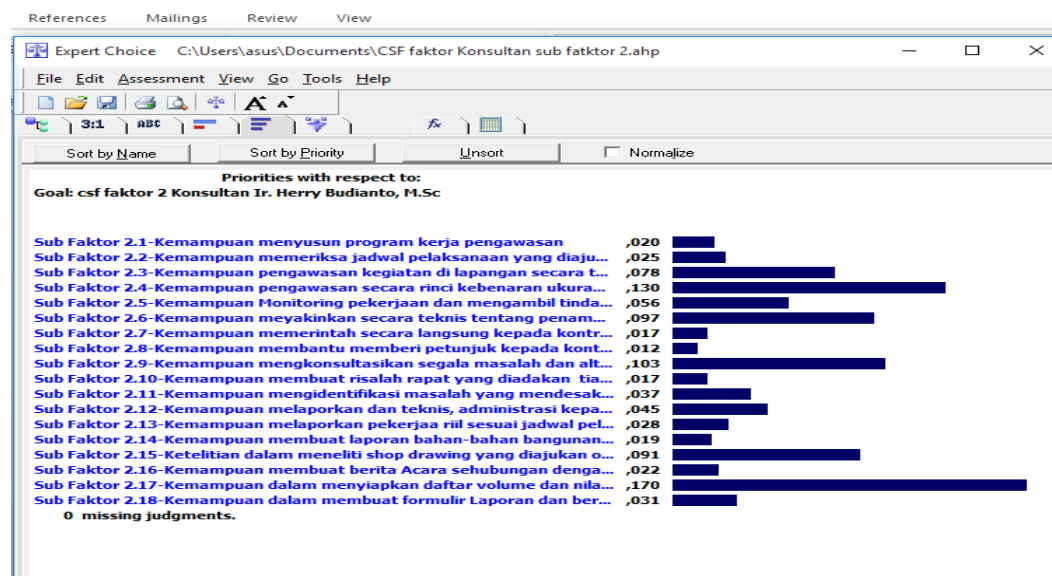 References Mailings Review View
Expert Choice C:\Users\asus\Documents\CSF faktor Konsultan sub fatktor 2.ahp
File Edit Assessment View Go Tools Help
3:1 ABC fx
Sort by Name Sort by Priority Unsort Normalize
Priorities with respect to:
Goal: csf faktor 2 Konsultan Ir. Herry Budianto, M.Sc
Sub Faktor 2.1-Kemampuan menyusun program kerja pengawasan ,020
Sub Faktor 2.2-Kemampuan memeriksa jadwal pelaksanaan yang diaju... ,025
Sub Faktor 2.3-Kemampuan pengawasan kegiatan di lapangan secara t... ,078
Sub Faktor 2.4-Kemampuan pengawasan secara rinci kebenaran ukura... ,130
Sub Faktor 2.5-Kemampuan Monitoring pekerjaan dan mengambil tinda... ,056
Sub Faktor 2.6-Kemampuan meyakinkan secara teknis tentang penam... ,097
Sub Faktor 2.7-Kemampuan memerintah secara langsung kepada kontr... ,017
Sub Faktor 2.8-Kemampuan membantu memberi petunjuk kepada kont... ,012
Sub Faktor 2.9-Kemampuan mengkonsultasikan segala masalah dan alt... ,103
Sub Faktor 2.10-Kemampuan membuat risalah rapat yang diadakan tia... ,017
Sub Faktor 2.11-Kemampuan mengidentifikasi masalah yang mendesak... ,037
Sub Faktor 2.12-Kemampuan melaporkan dan teknis, administrasi kepa... ,045
Sub Faktor 2.13-Kemampuan melaporkan pekerjaa riil sesuai jadwal pel... ,028
Sub Faktor 2.14-Kemampuan membuat laporan bahan-bahan bangunan... ,019
Sub Faktor 2.15-Ketelitian dalam meneliti shop drawing yang diajukan o... ,091
Sub Faktor 2.16-Kemampuan membuat berita Acara sehubungan denga... ,022
Sub Faktor 2.17-Kemampuan dalam menyiapkan daftar volume dan nila... ,170
Sub Faktor 2.18-Kemampuan dalam membuat formulir Laporan dan ber... ,031
0 missing judgments.